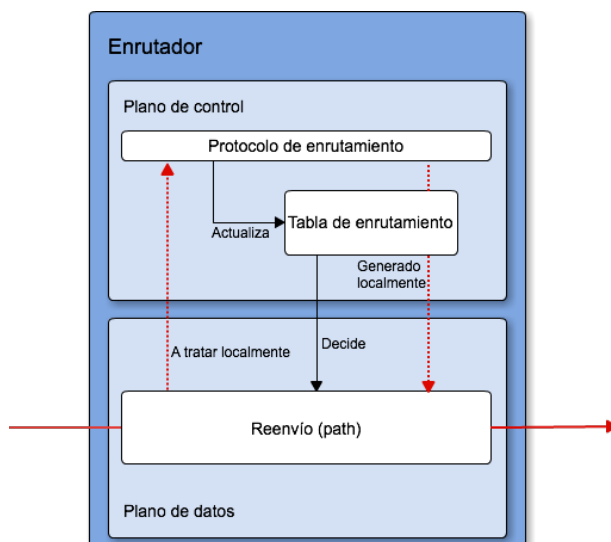 Enrutador
Plano de control
Protocolo de enrutamiento
Tabla de enrutamiento
Actualiza
Generado
localmente
A tratar localmente
Decide
Reenvío (path)
Plano de datos